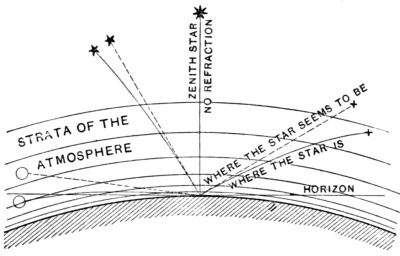 ZENITH STAR
NO REFRACTION
STRATA OF THE
ATMOSPHERE
WHERE THE STAR SEEMS TO BE
WHERE THE STAR IS
HORIZON